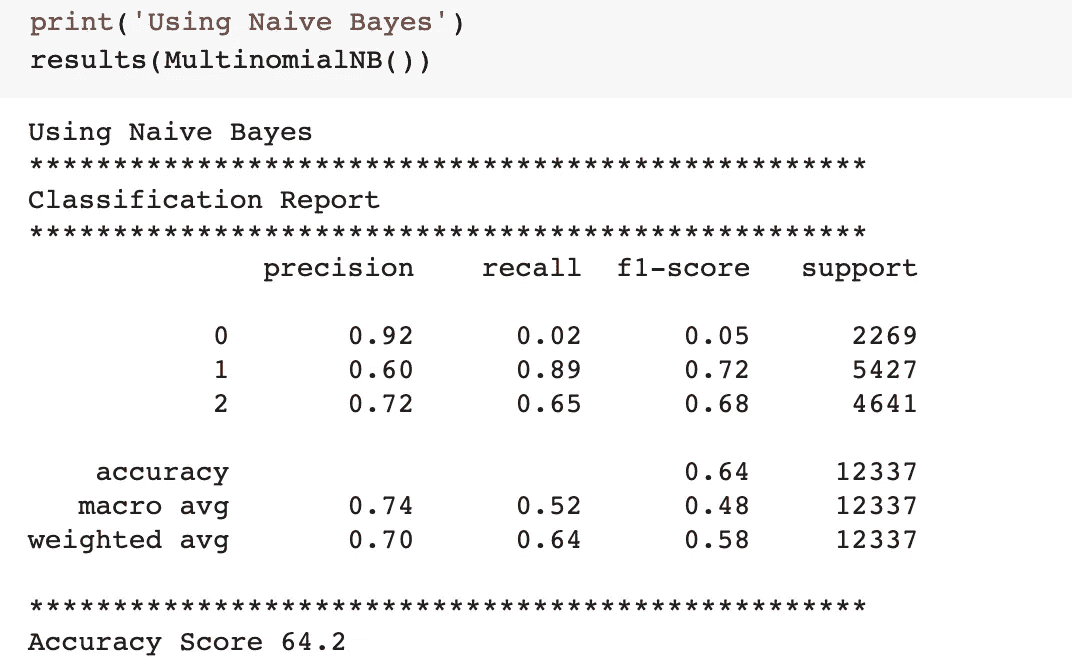 print('Using Naive Bayes')
results(MultinomialNB())
Using Naive Bayes
**************************************************
Classification Report
**************************************************
precision recall f1-score support
0 0.92 0.02 0.05 2269
1 0.60 0.89 0.72 5427
2 0.72 0.65 0.68 4641
accuracy 0.64 12337
macro avg 0.74 0.52 0.48 12337
weighted avg 0.70 0.64 0.58 12337
**************************************************
Accuracy Score 64.2